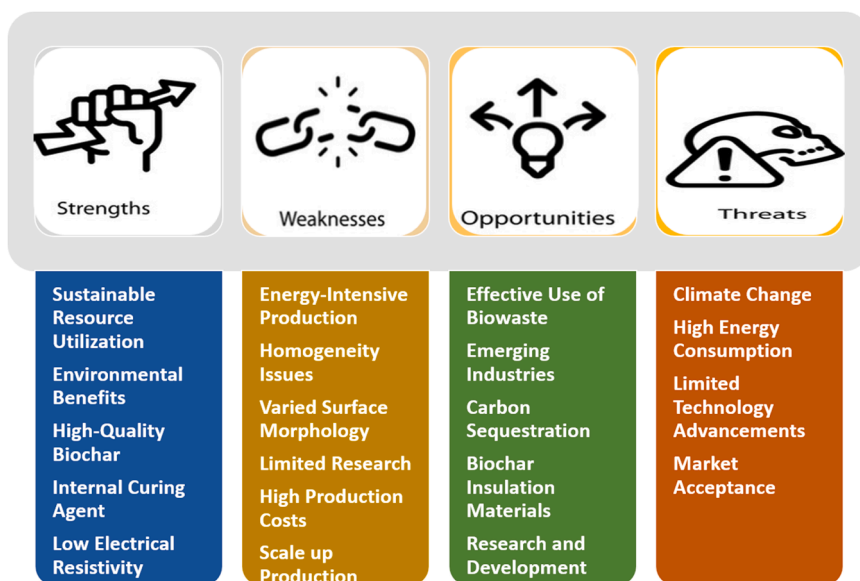 Strengths
Weaknesses
Opportunities
Threats
Sustainable
Resource
Utilization
Environmental
Benefits
High-Quality
Biochar
Internal Curing
Agent
Low Electrical
Resistivity
Energy-Intensive
Production
Homogeneity
Issues
Varied Surface
Morphology
Limited Research
High Production
Costs
Scale up
Production
Effective Use of
Biowaste
Emerging
Industries
Carbon
Sequestration
Biochar
Insulation
Materials
Research and
Development
Climate Change
High Energy
Consumption
Limited
Technology
Advancements
Market
Acceptance